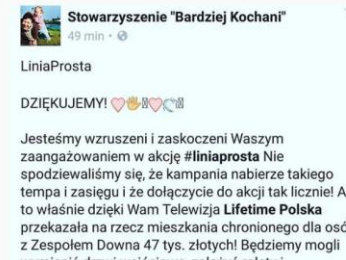 Stowarzyszenie "Bardziej Kochani"
49 min •
LiniaProsta
DZIĘKUJEMY!
Jesteśmy wzruszeni i zaskoczeni Waszym
zaangażowaniem w akcję #liniaprosta Nie
spodziewaliśmy się, że kampania nabierze takiego
tempa i zasięgu i że dołączycie do akcji tak licznie! A
to właśnie dzięki Wam Telewizja Lifetime Polska
przekazała na rzecz mieszkania chronionego dla osó
z Zespołem Downa 47 tys. złotych! Będziemy mogli